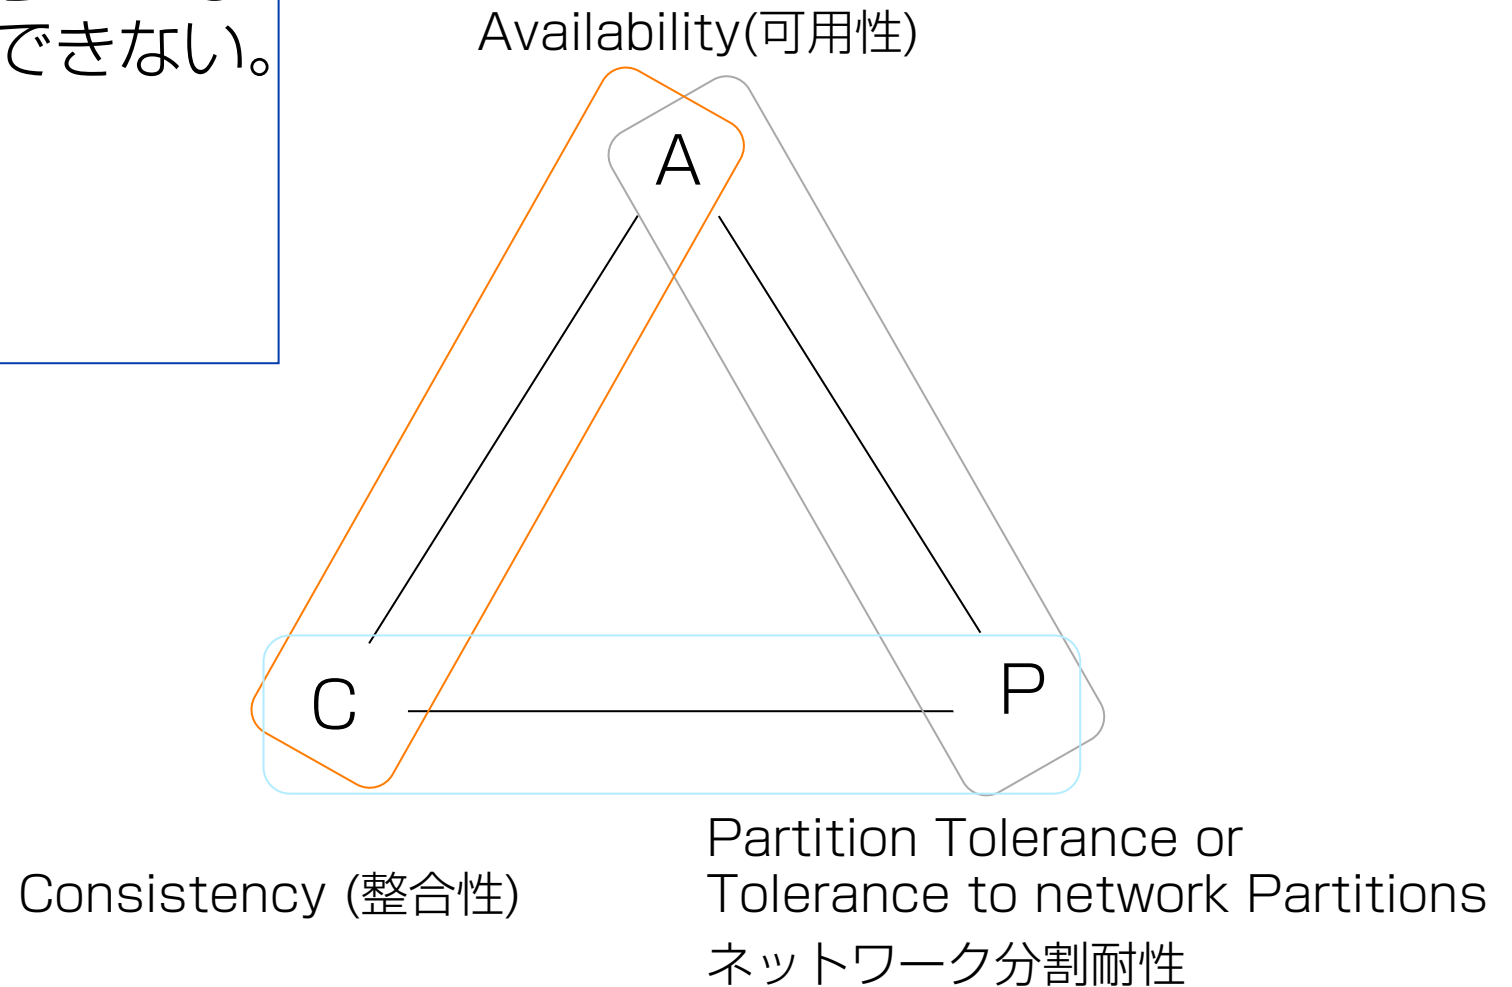 できない。
Availability(可用性)
A
C
P
Partition Tolerance or
Consistency (整合性)
Tolerance to network Partitions
ネットワーク分割耐性